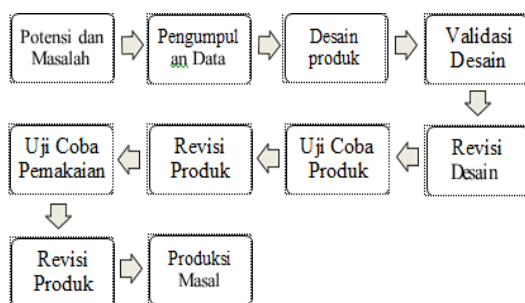 Potensi dan
Masalah
Pengumpul
an Data
Desain
produk
Validasi
Desain
Revisi
Desain
Uji Coba
Produk
Revisi
Produk
Uji Coba
Pemakaian
Revisi
Produk
Produksi
Masal